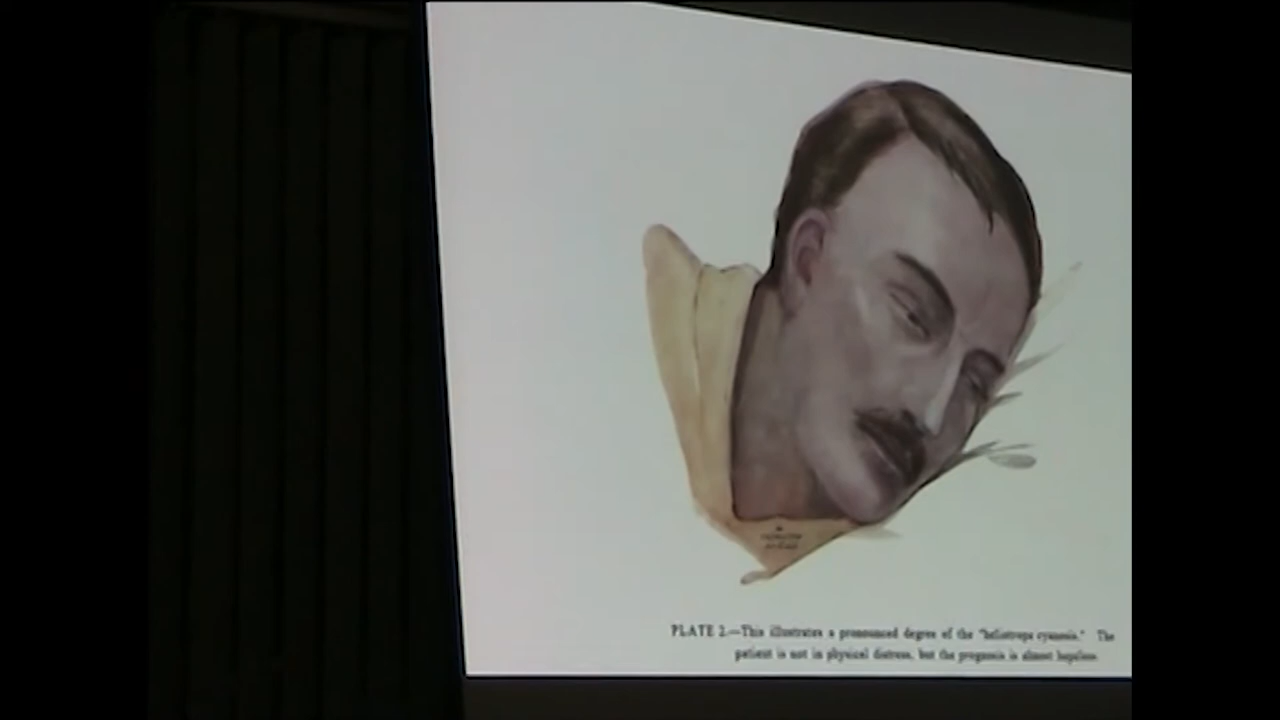 PLATE 2.—This illustrates a pronounced degree of the "heliotrope cyanosis." The
patient is not in physical distress, but the prognosis is almost hopeless.